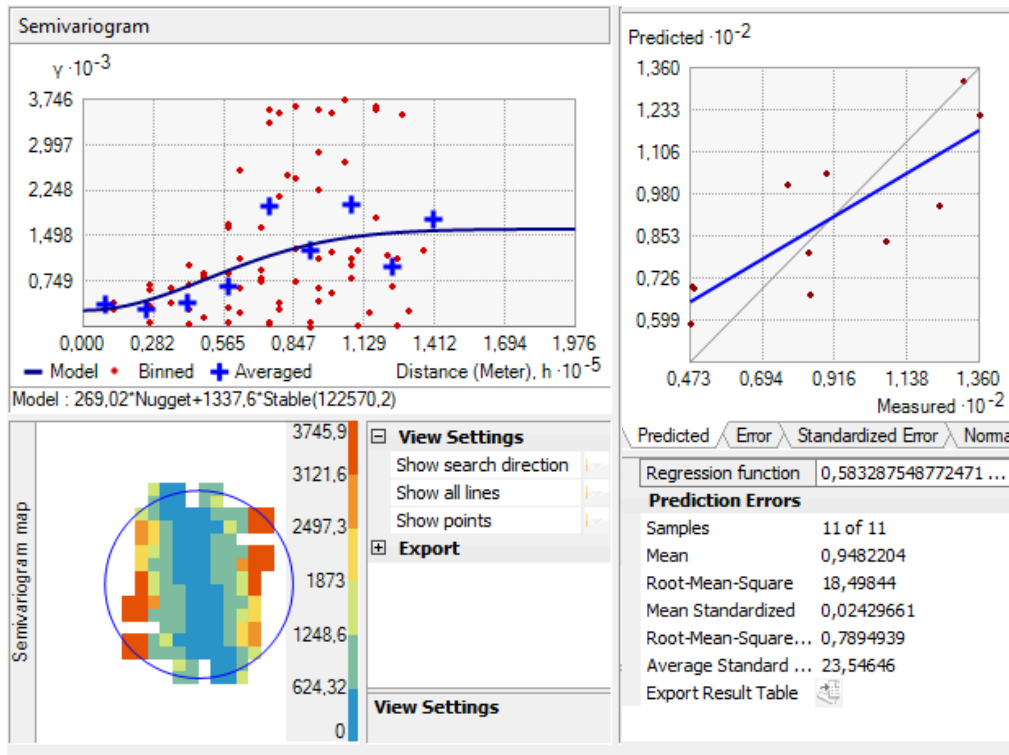 Semivariogram
γ ·10-3
3,746
2,997
2,248
1,498
0,749
0,000 0,282 0,565 0,847 1,129 1,412 1,694 1,976
Model Binned Averaged Distance (Meter), h ·10-5
Model : 269,02*Nugget+1337,6*Stable(122570,2)
Semivariogram map
3745,9
3121,6
2497,3
1873
1248,6
624,32
0
View Settings
Show search direction
Show all lines
Show points
Export
View Settings
Predicted ·10-2
1,360
1,233
1,106
0,980
0,853
0,726
0,599
0,473 0,694 0,916 1,138 1,360
Measured ·10-2
Predicted Error Standardized Error Norma
Regression function 0,583287548772471 ...
Prediction Errors
Samples 11 of 11
Mean 0,9482204
Root-Mean-Square 18,49844
Mean Standardized 0,02429661
Root-Mean-Square... 0,7894939
Average Standard ... 23,54646
Export Result Table